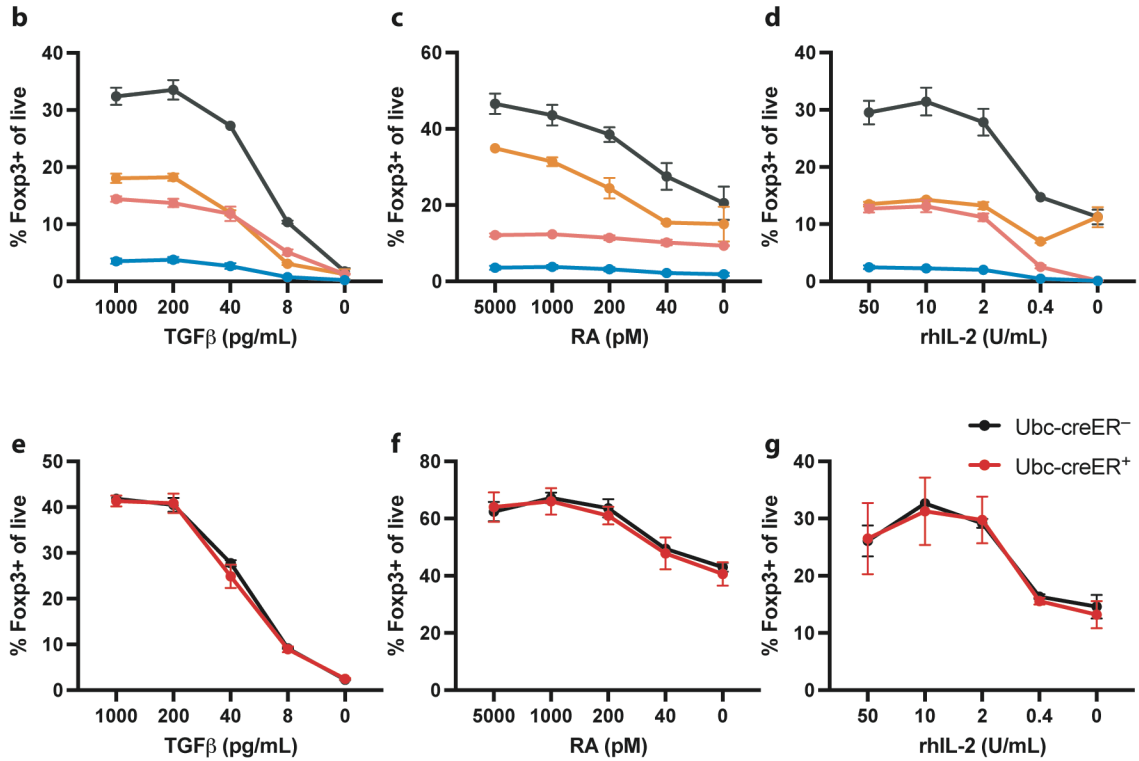 b
% Foxp3+ of live
40
30
20
10
0
1000 200 40 8 0
TGFβ (pg/mL)
c
% Foxp3+ of live
60
40
20
0
5000 1000 200 40 0
RA (pM)
d
% Foxp3+ of live
40
30
20
10
0
50 10 2 0.4 0
rhIL-2 (U/mL)
e
% Foxp3+ of live
50
40
30
20
10
0
1000 200 40 8 0
TGFβ (pg/mL)
f
% Foxp3+ of live
80
60
40
20
0
5000 1000 200 40 0
RA (pM)
g
Ubc-creER⁻
Ubc-creER⁺
% Foxp3+ of live
40
30
20
10
0
50 10 2 0.4 0
rhIL-2 (U/mL)